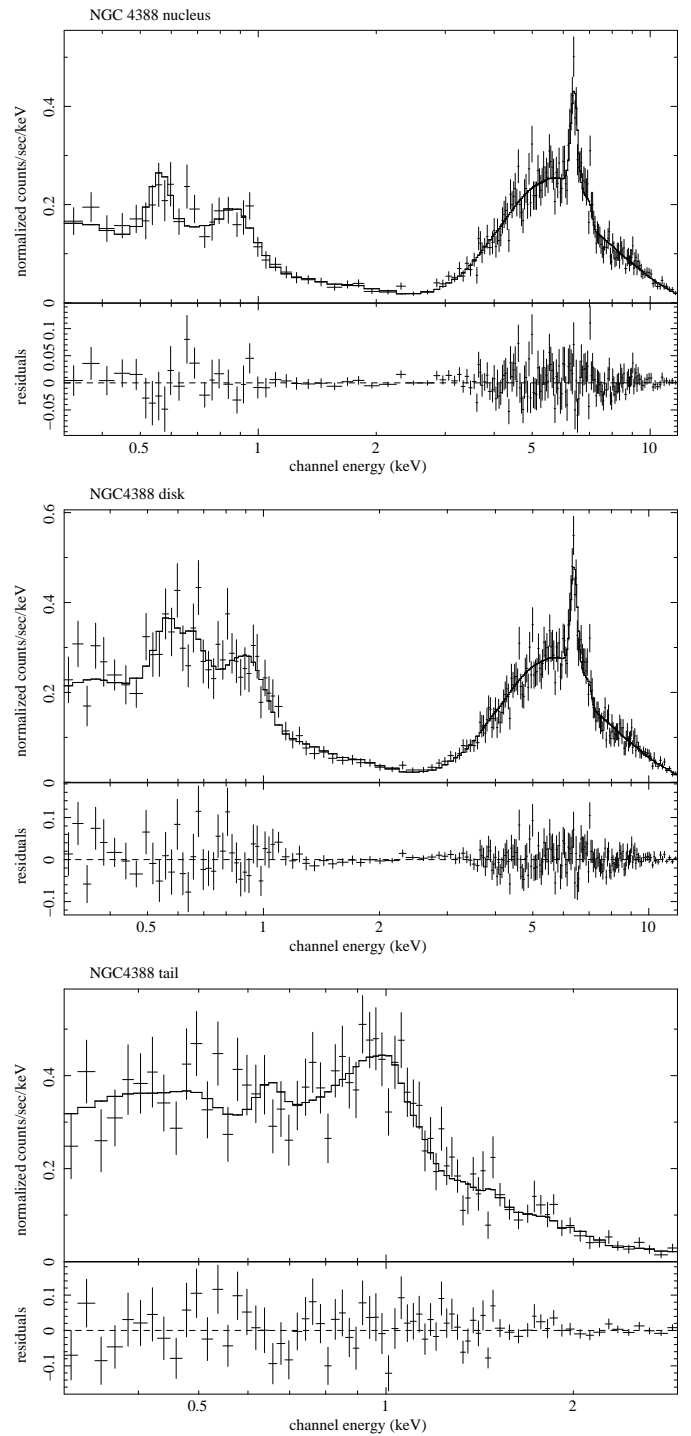 NGC 4388 nucleus
normalized counts/sec/keV
0.4
0.2
0
residuals
0.1
0.05
0
−0.05
0.5 1 2 5 10
channel energy (keV)
NGC4388 disk
normalized counts/sec/keV
0.6
0.4
0.2
0
residuals
0.1
0
−0.1
0.5 1 2 5 10
channel energy (keV)
NGC4388 tail
normalized counts/sec/keV
0.4
0.2
0
residuals
0.1
0
−0.1
0.5 1 2
channel energy (keV)